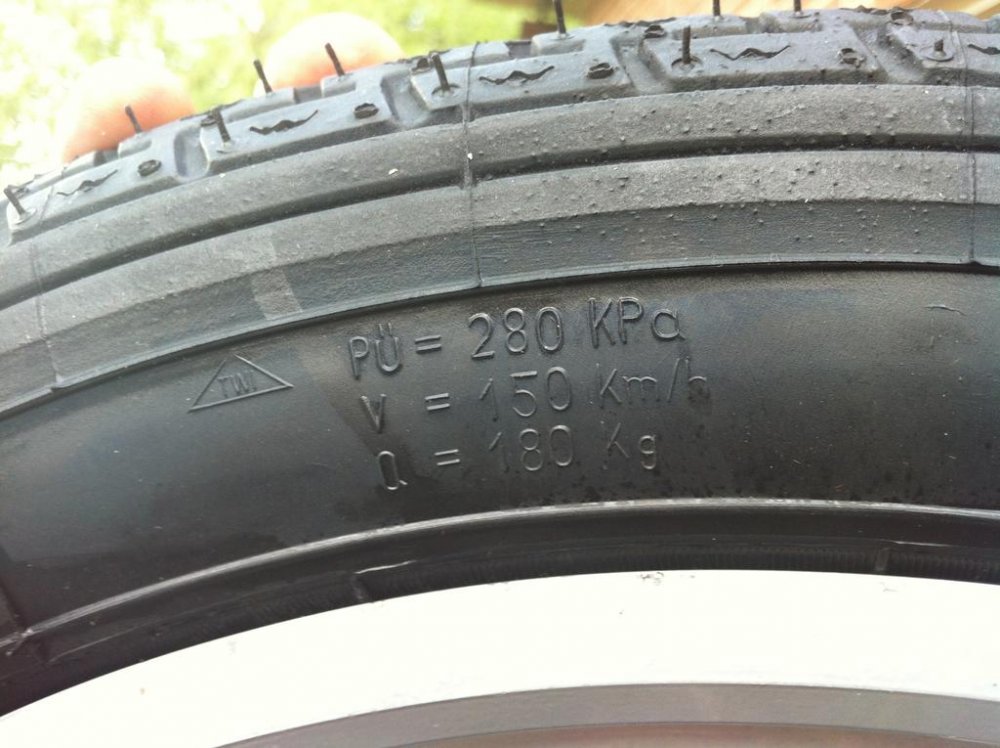 TWI
PÜ = 280 KPa
V = 150 Km/h
Q = 180 Kg